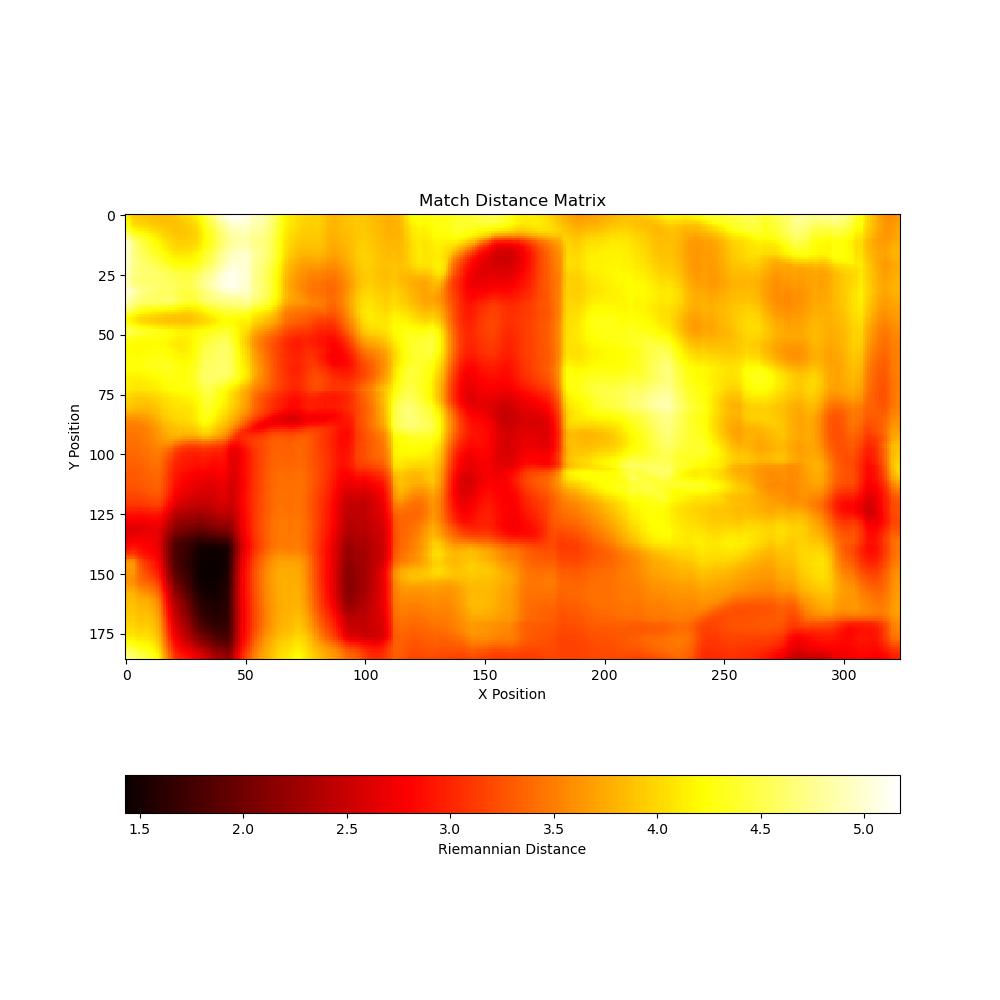 Match Distance Matrix
0
25
50
75
100
125
150
175
Y Position
0 50 100 150 200 250 300
X Position
1.5 2.0 2.5 3.0 3.5 4.0 4.5 5.0
Riemannian Distance